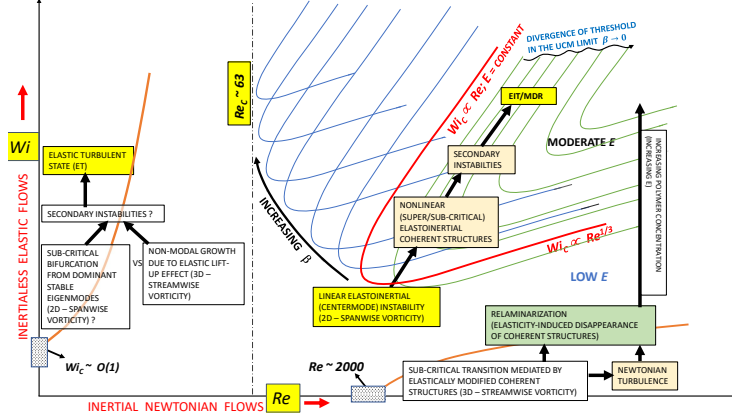 DIVERGENCE OF THRESHOLD
IN THE UCM LIMIT β → 0
Re_C ~ 63
Wi_C ∝ Re; E = CONSTANT
EIT/MDR
Wi
ELASTIC TURBULENT
STATE (ET)
SECONDARY
INSTABILTIES
MODERATE E
INCREASING POLYMER CONCENTRATION
(INCREASING E)
INERTIALESS ELASTIC FLOWS
SECONDARY INSTABILITIES ?
INCREASING β
NONLINEAR
(SUPER/SUB-CRITICAL)
ELASTOINERTIAL
COHERENT STRUCTURES
Wi_C ∝ Re^{1/3}
SUB-CRITICAL
BIFURCATION
FROM DOMINANT
STABLE
EIGENMODES
(2D – SPANWISE
VORTICITY) ?
VS
NON-MODAL GROWTH
DUE TO ELASTIC LIFT-
UP EFFECT (3D –
STREAMWISE
VORTICITY)
LOW E
LINEAR ELASTOINERTIAL
(CENTERMODE) INSTABILITY
(2D – SPANWISE VORTICITY)
RELAMINARIZATION
(ELASTICITY-INDUCED DISAPPEARANCE
OF COHERENT STRUCTURES)
Wi_C ~ O(1)
Re ~ 2000
SUB-CRITICAL TRANSITION MEDIATED BY
ELASTICALLY MODIFIED COHERENT
STRUCTURES (3D – STREAMWISE VORTICITY)
NEWTONIAN
TURBULENCE
INERTIAL NEWTONIAN FLOWS
Re